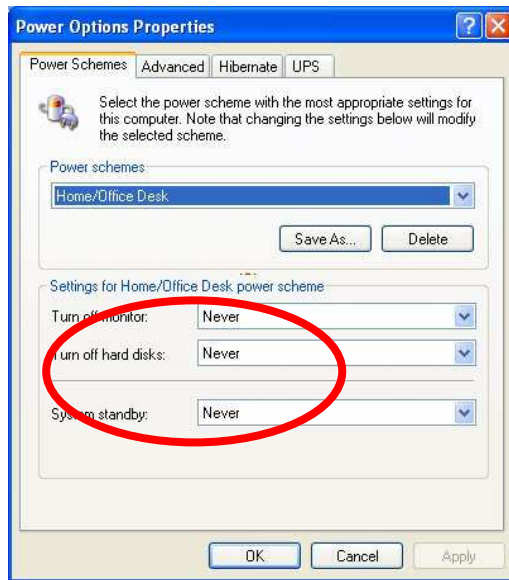 Power Options Properties
Power Schemes Advanced Hibernate UPS
Select the power scheme with the most appropriate settings for
this computer. Note that changing the settings below will modify
the selected scheme.
Power schemes
Home/Office Desk
Save As... Delete
Settings for Home/Office Desk power scheme
Turn off monitor: Never
Turn off hard disks: Never
System standby: Never
OK Cancel Apply